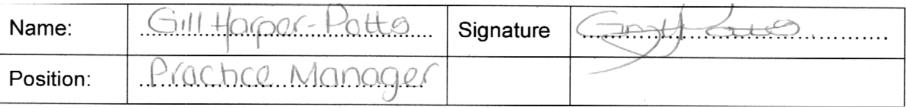 Name: Gill Harper-Potts Signature
Position: Practice Manager